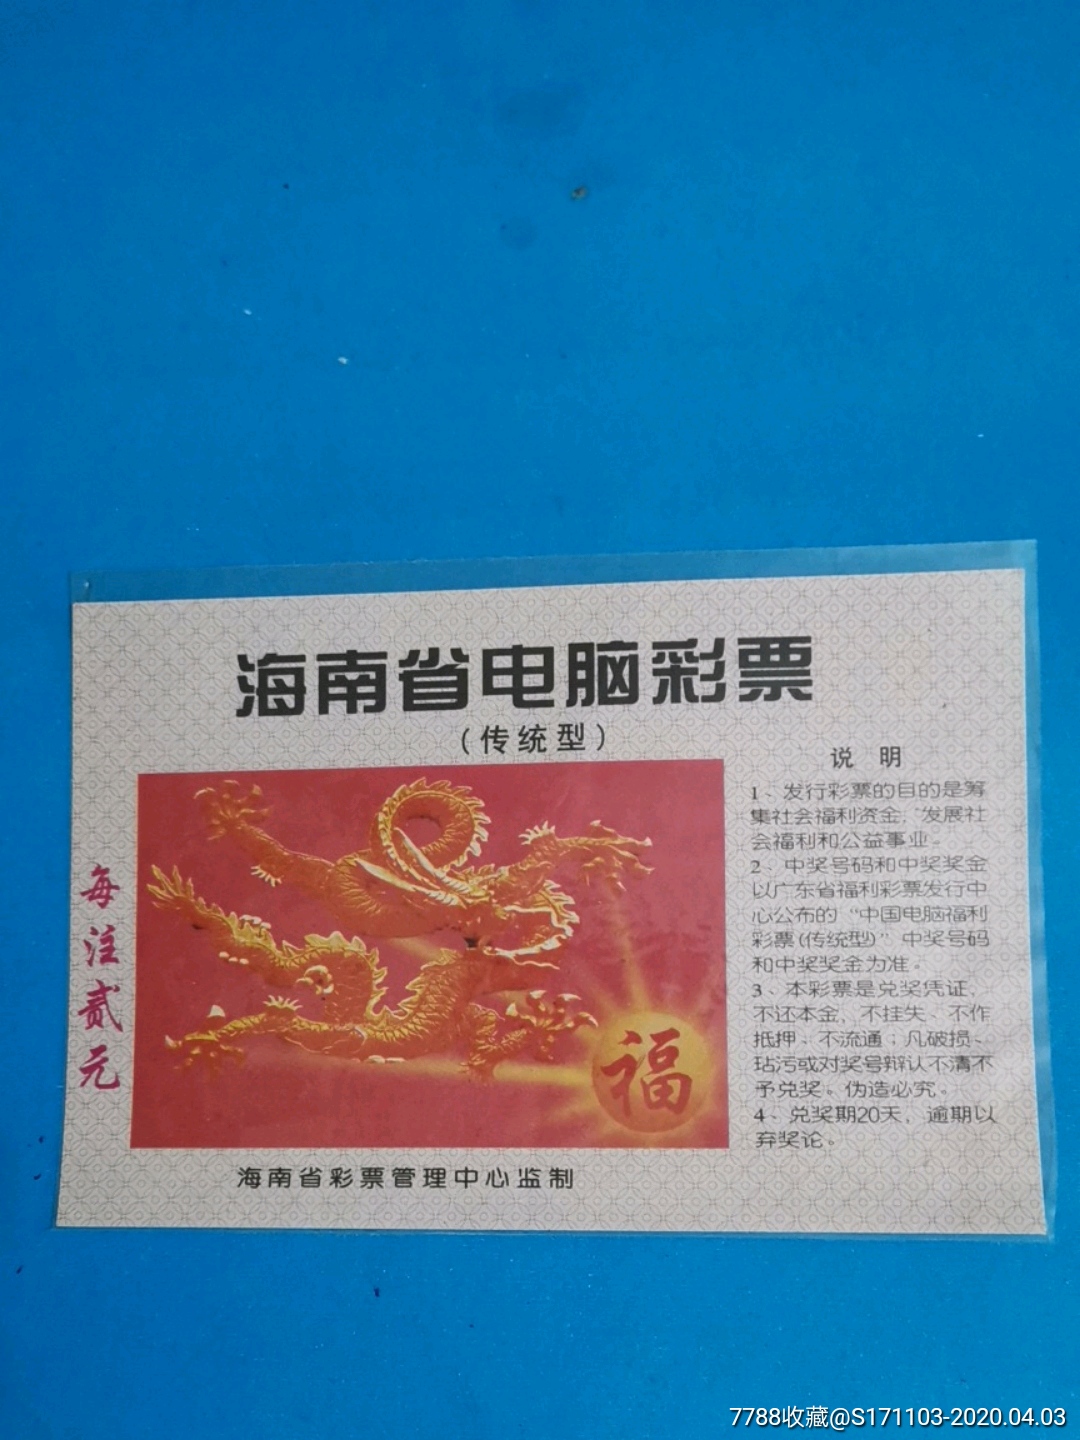 海南省电脑彩票
(传统型)
每注贰元
福
海南省彩票管理中心监制
说 明
1、发行彩票的目的是筹
集社会福利资金，发展社
会福利和公益事业。
2、中奖号码和中奖奖金
以广东省福利彩票发行中
心公布的“中国电脑福利
彩票(传统型)”中奖号码
和中奖奖金为准。
3、本彩票是兑奖凭证，
不还本金、不挂失、不作
抵押、不流通；凡破损、
玷污或对奖号辩认不清不
予兑奖。伪造必究。
4、兑奖期20天，逾期以
弃奖论。
7788收藏@S171103-2020.04.03